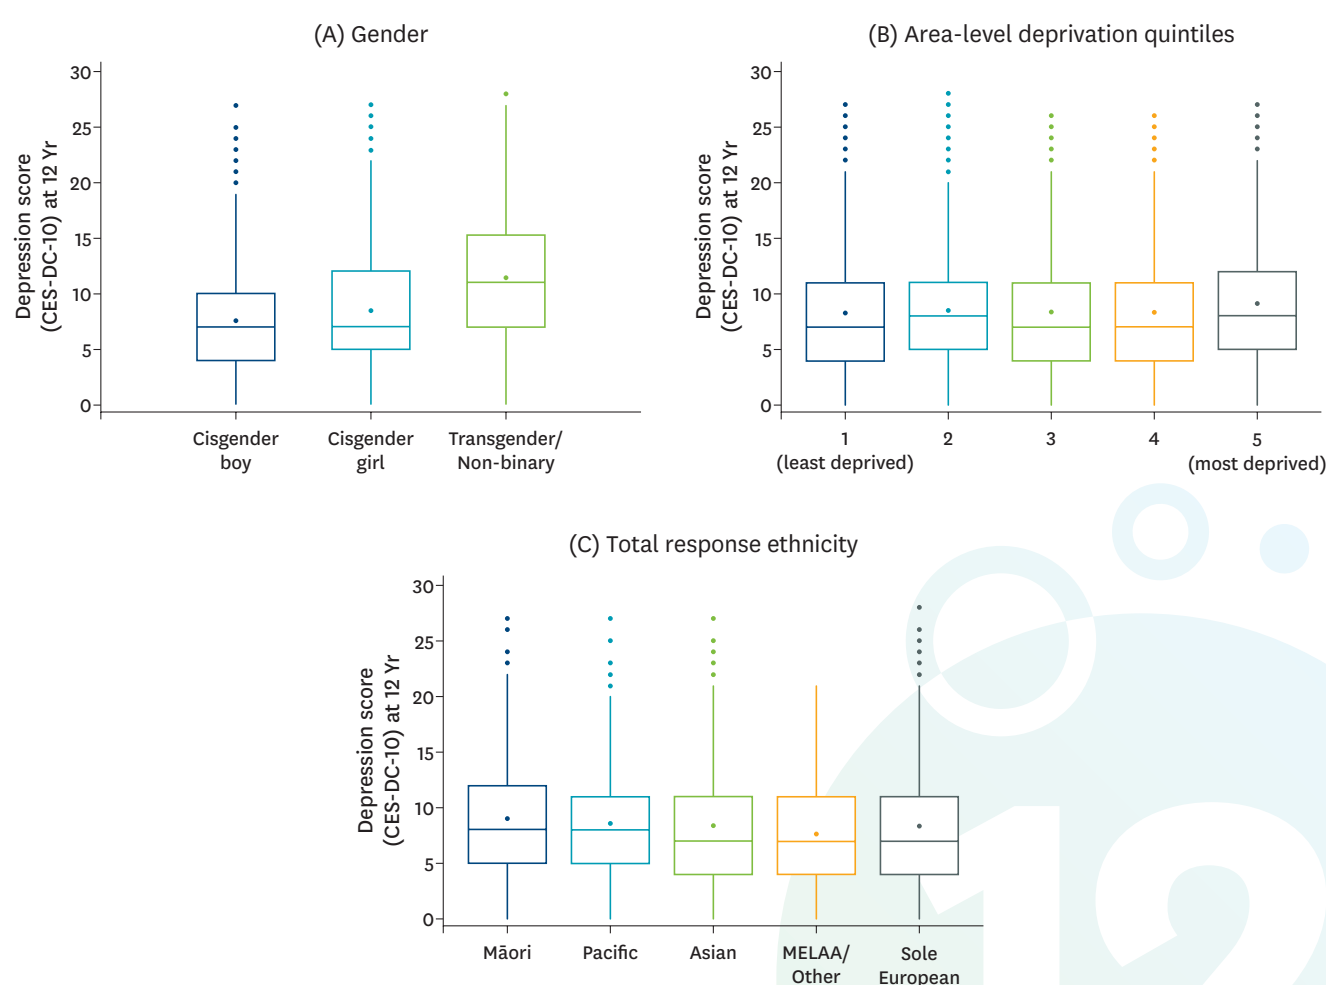 (A) Gender
Depression score
(CES-DC-10) at 12 Yr
30
25
20
15
10
5
0
Cisgender
boy
Cisgender
girl
Transgender/
Non-binary
(B) Area-level deprivation quintiles
Depression score
(CES-DC-10) at 12 Yr
30
25
20
15
10
5
0
1
(least deprived)
2
3
4
5
(most deprived)
(C) Total response ethnicity
Depression score
(CES-DC-10) at 12 Yr
30
25
20
15
10
5
0
Māori
Pacific
Asian
MELAA/
Other
Sole
European
12